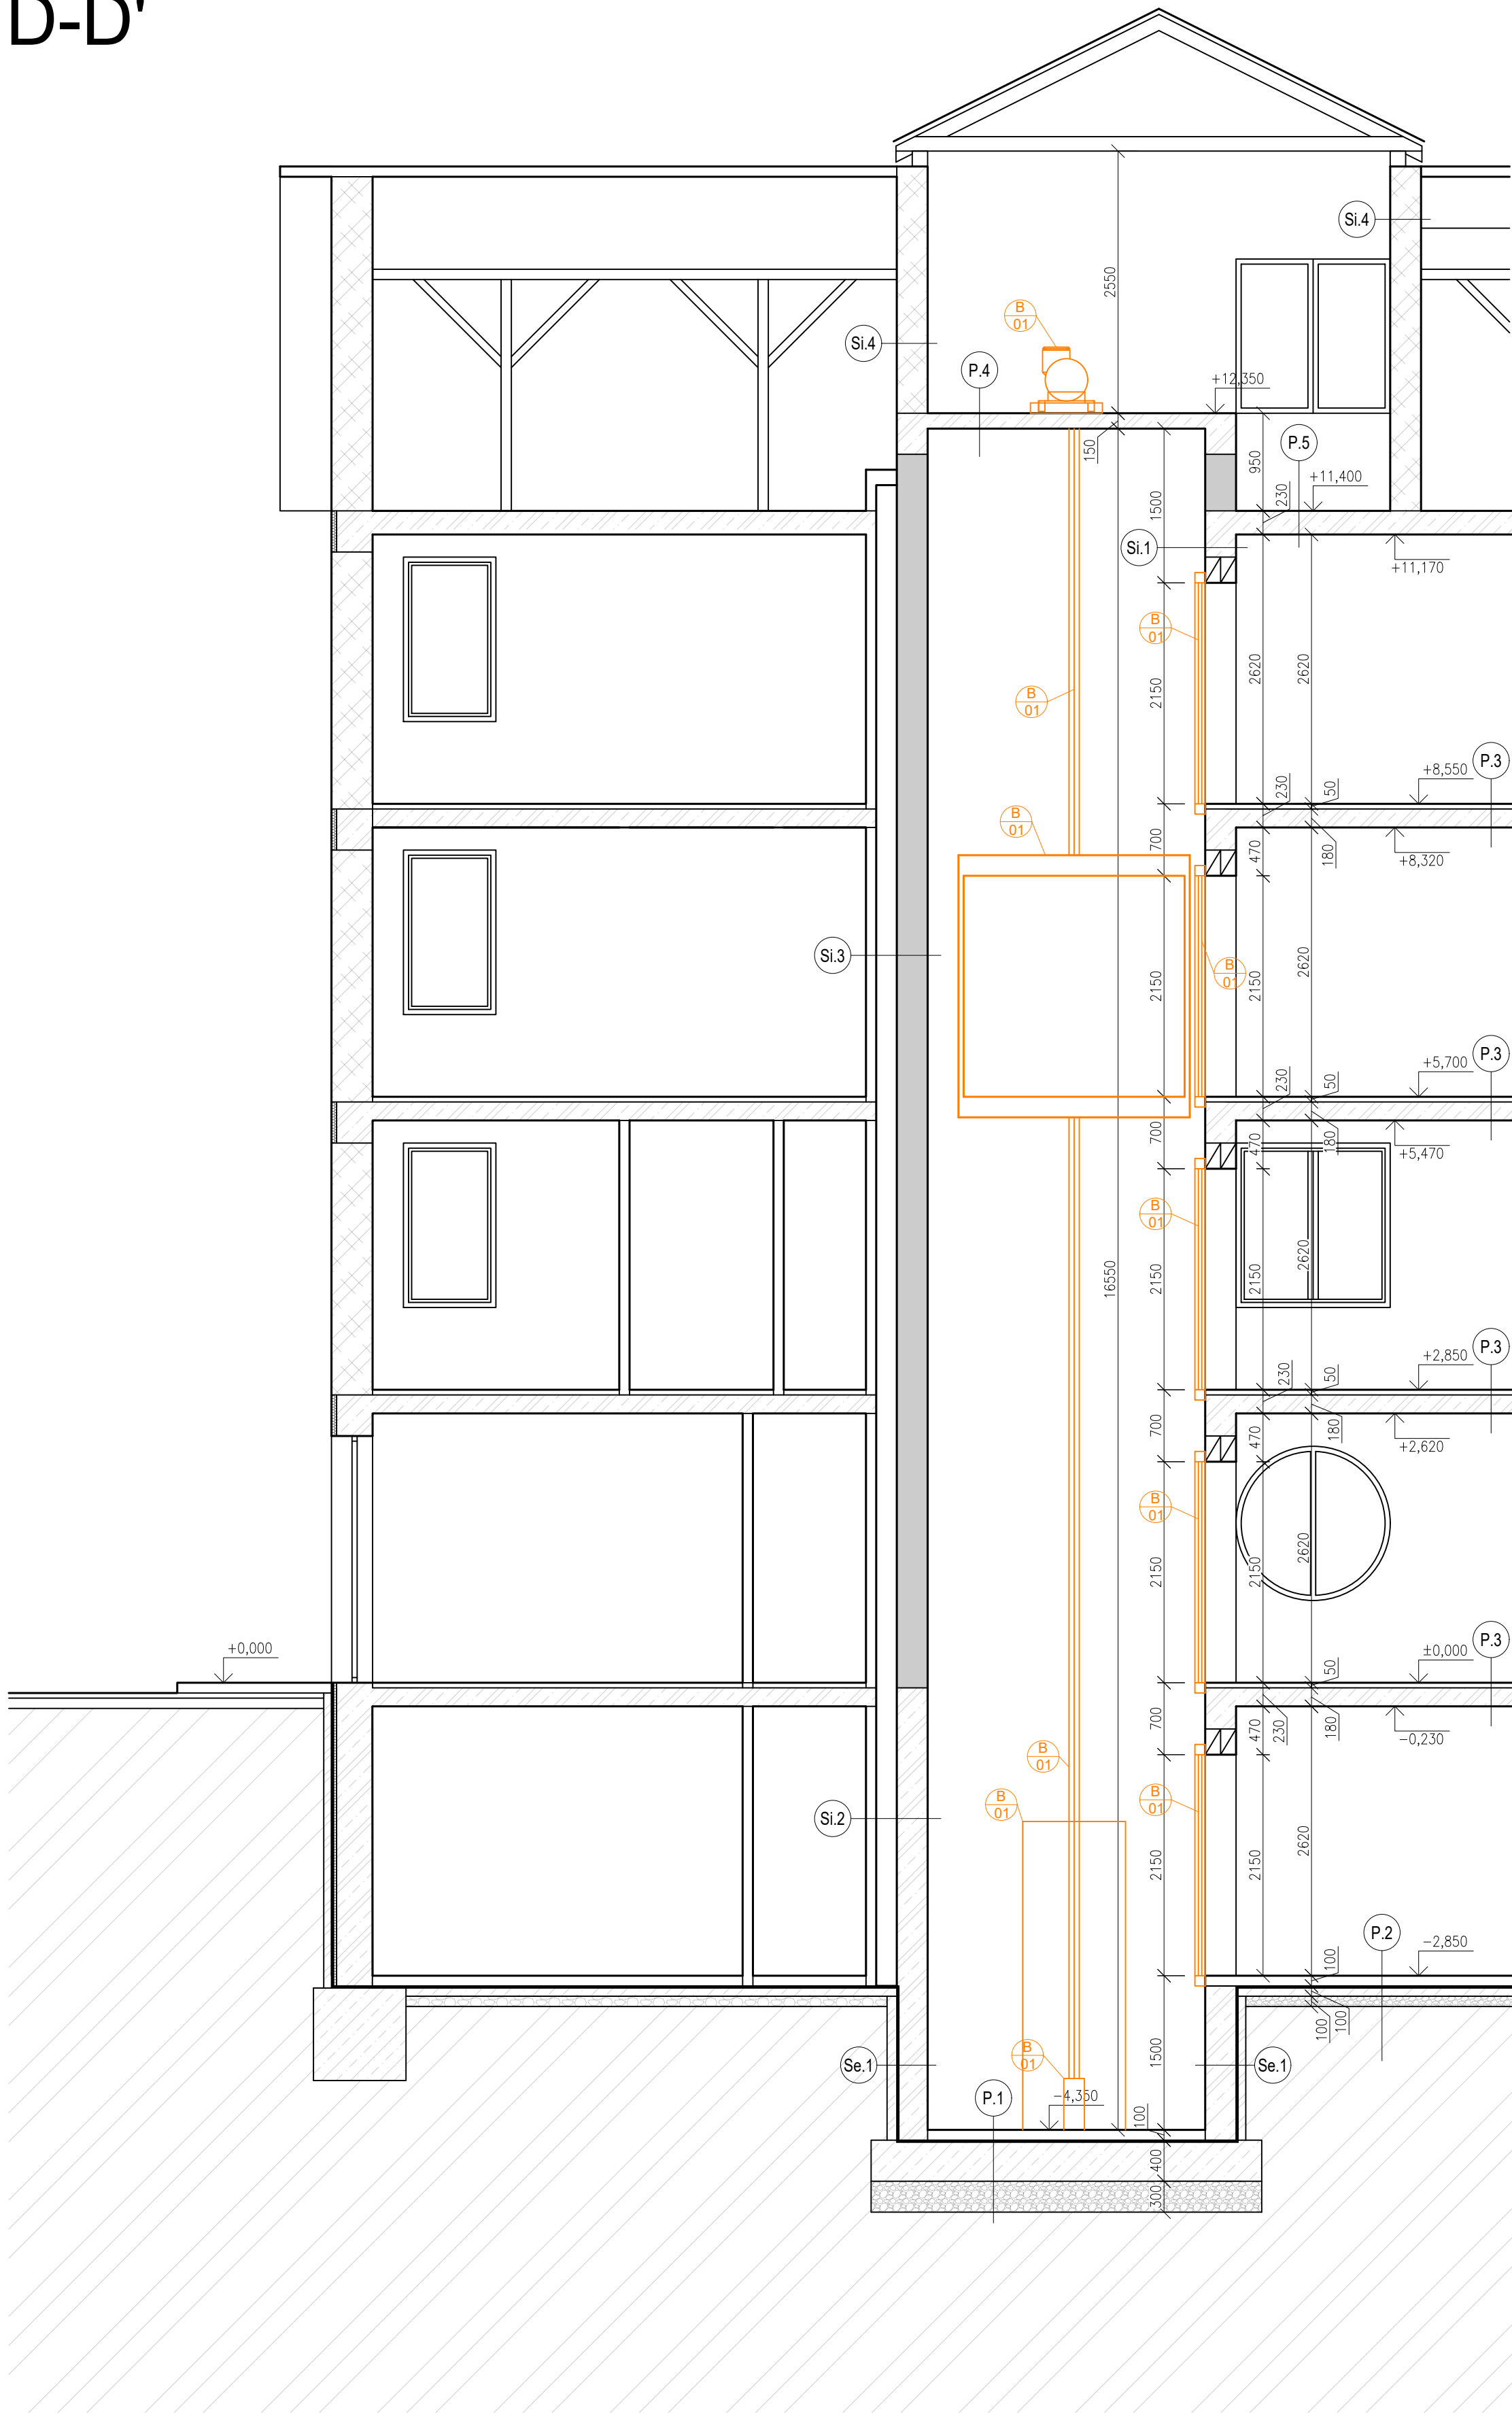 D-D'
Si.4
2550
B
01
Si.4
P.4
+12,350
150
950
P.5
+11,400
230
1500
Si.1
+11,170
B
01
2620
2620
2150
B
01
P.3
+8,550
50
230
B
01
700
470
180
+8,320
Si.3
2150
B
01
2150
2620
P.3
+5,700
50
230
700
470
180
+5,470
B
01
16550
2150
2150
2620
P.3
+2,850
50
230
700
470
180
+2,620
B
01
2150
2150
2620
+0,000
P.3
±0,000
50
700
470
230
180
-0,230
B
01
B
01
B
01
Si.2
2150
2150
2620
P.2
-2,850
100
100
100
B
01
Se.1
1500
Se.1
P.1
-4,350
100
400
300